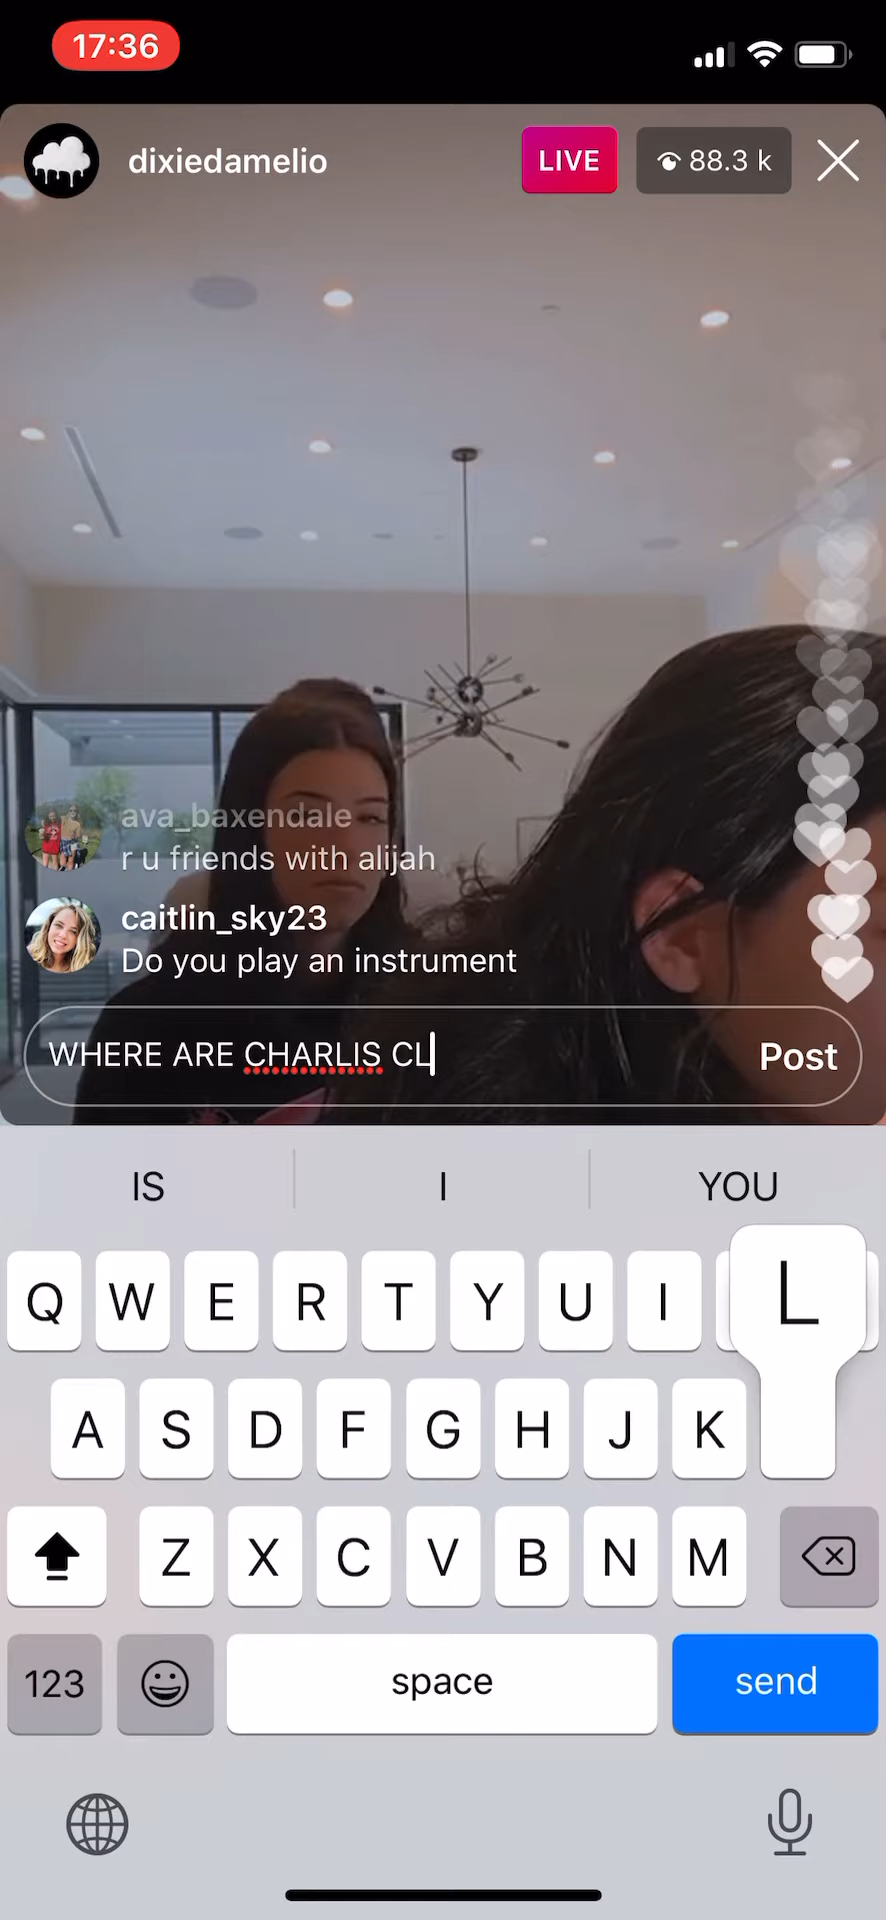 17:36
dixiedamelio
LIVE
88.3 k
ava_baxendale
r u friends with alijah
caitlin_sky23
Do you play an instrument
WHERE ARE CHARLIS CL
Post
IS
I
YOU
Q W E R T Y U I
L
A S D F G H J K
Z X C V B N M
123
space
send